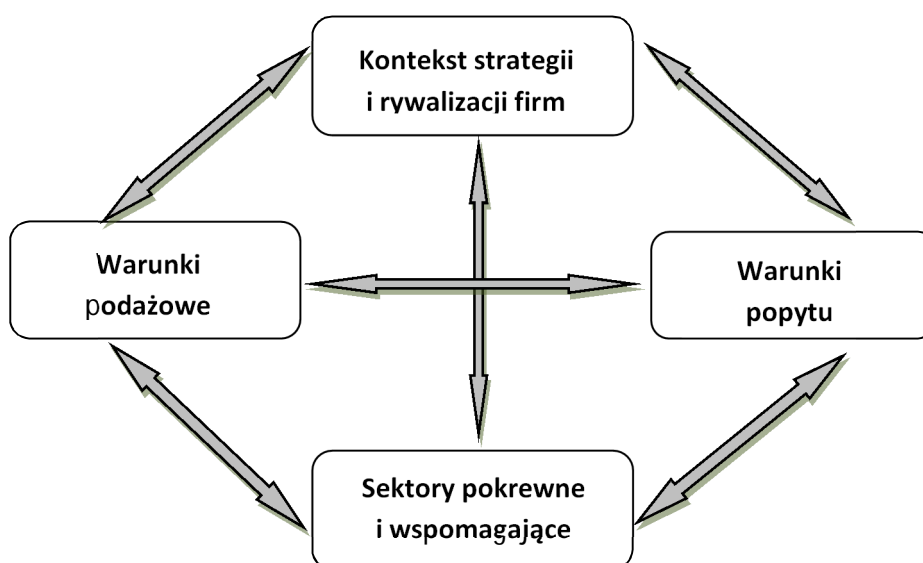 Kontekst strategii
i rywalizacji firm
Warunki
podażowe
Warunki
popytu
Sektory pokrewne
i wspomagające